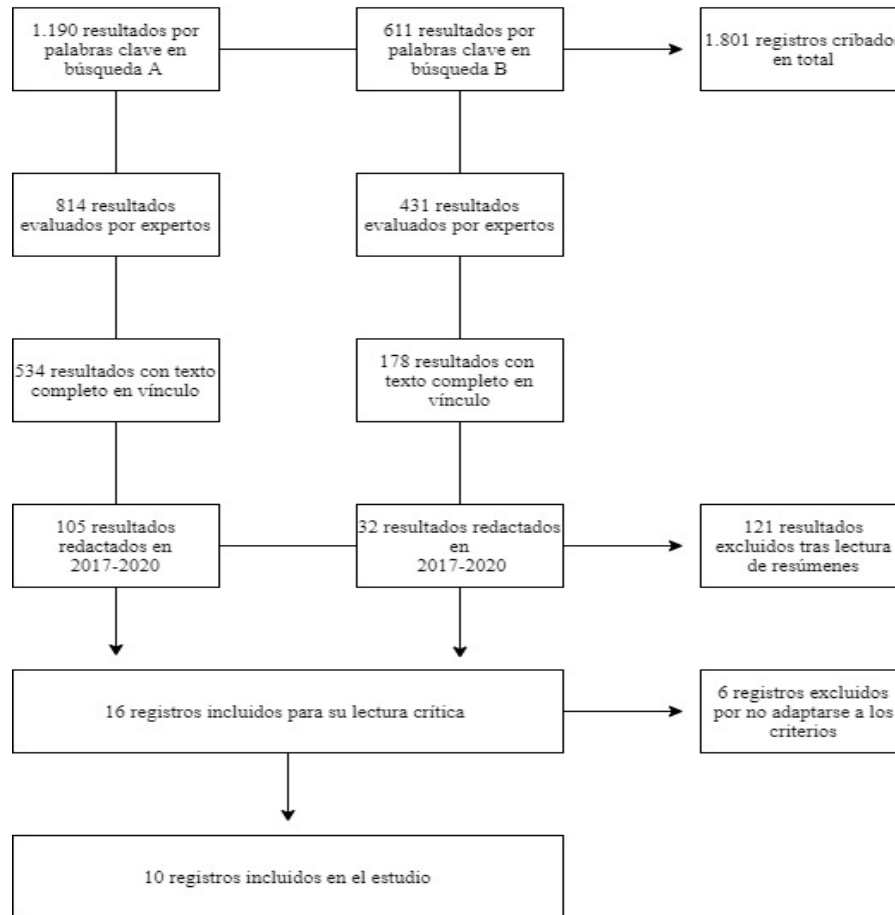 1.190 resultados por
palabras clave en
búsqueda A
611 resultados por
palabras clave en
búsqueda B
1.801 registros cribados
en total
814 resultados
evaluados por expertos
431 resultados
evaluados por expertos
534 resultados con texto
completo en vínculo
178 resultados con
texto completo en
vínculo
105 resultados
redactados en
2017-2020
32 resultados redactados
en
2017-2020
121 resultados
excluidos tras lectura
de resúmenes
16 registros incluidos para su lectura crítica
6 registros excluidos
por no adaptarse a los
criterios
10 registros incluidos en el estudio